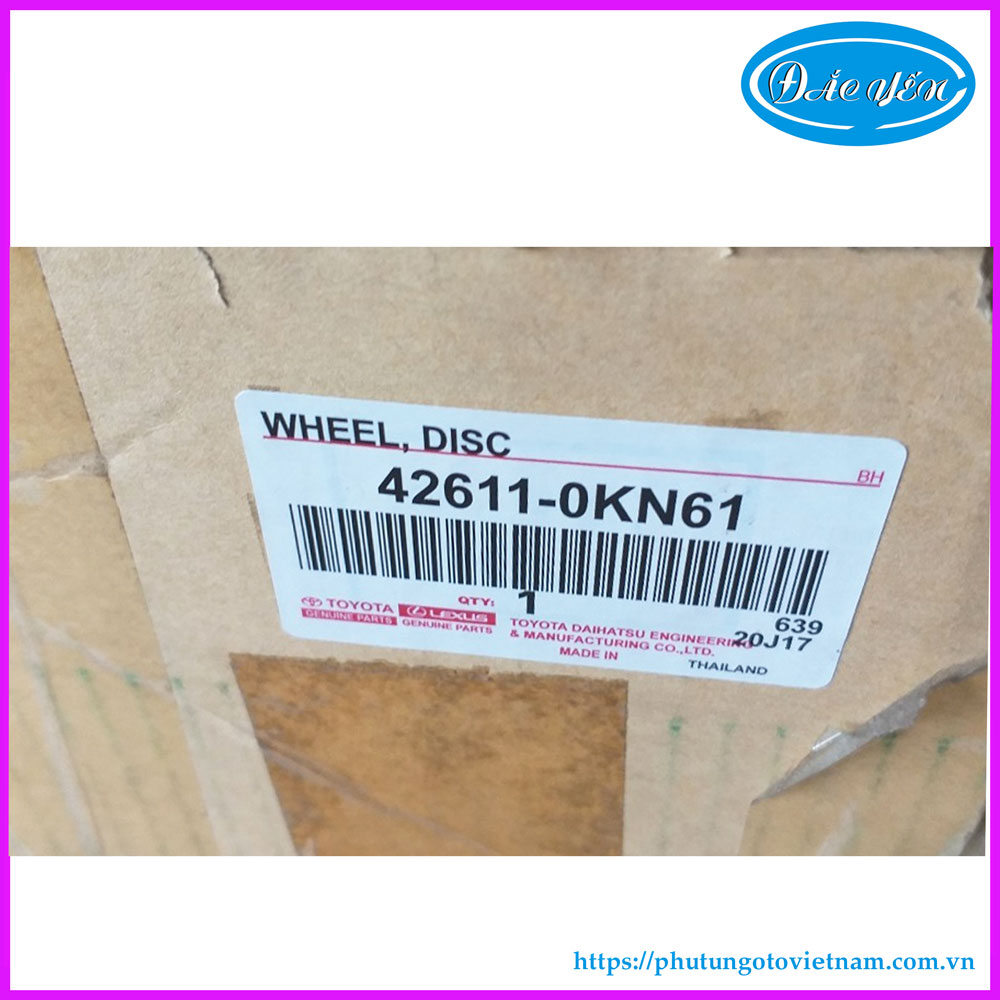 ĐẮC YẾN
WHEEL, DISC
BH
42611-0KN61
TOYOTA
GENUINE PARTS
LEXUS
GENUINE PARTS
QTY: 1
TOYOTA DAIHATSU ENGINEERING
& MANUFACTURING CO.,LTD.
MADE IN THAILAND
639
20J17
https://phutungotovietnam.com.vn